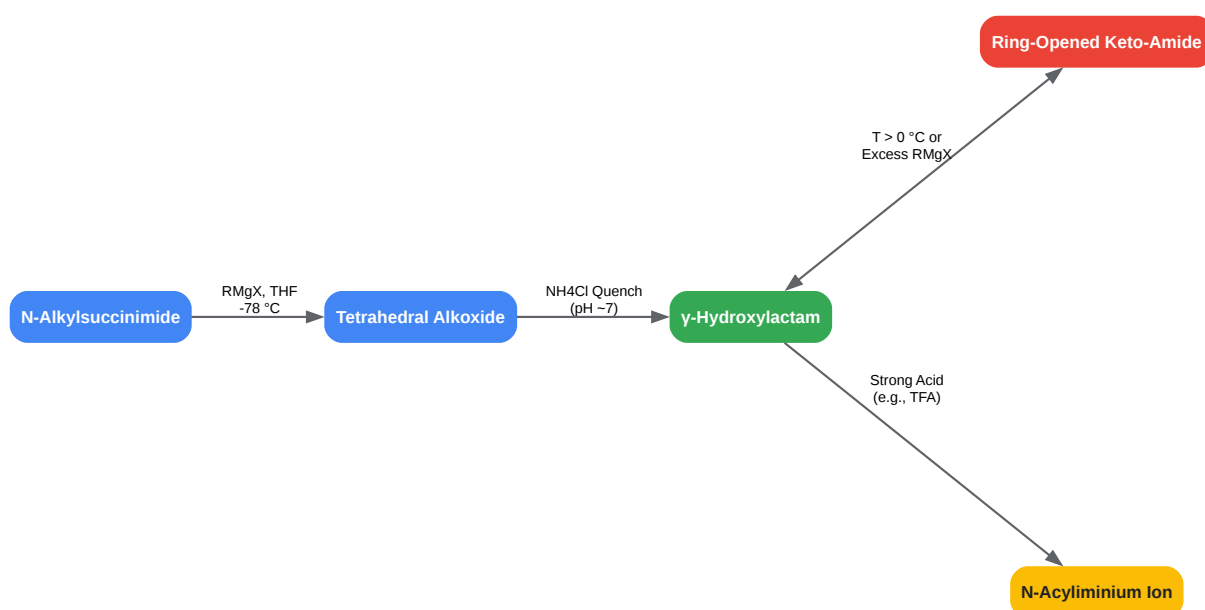 Ring-Opened Keto-Amide
T > 0 °C or
Excess RMgX
N-Alkylsuccinimide
RMgX, THF
-78 °C
Tetrahedral Alkoxide
NH4Cl Quench
(pH ~7)
γ-Hydroxylactam
Strong Acid
(e.g., TFA)
N-Acyliminium Ion